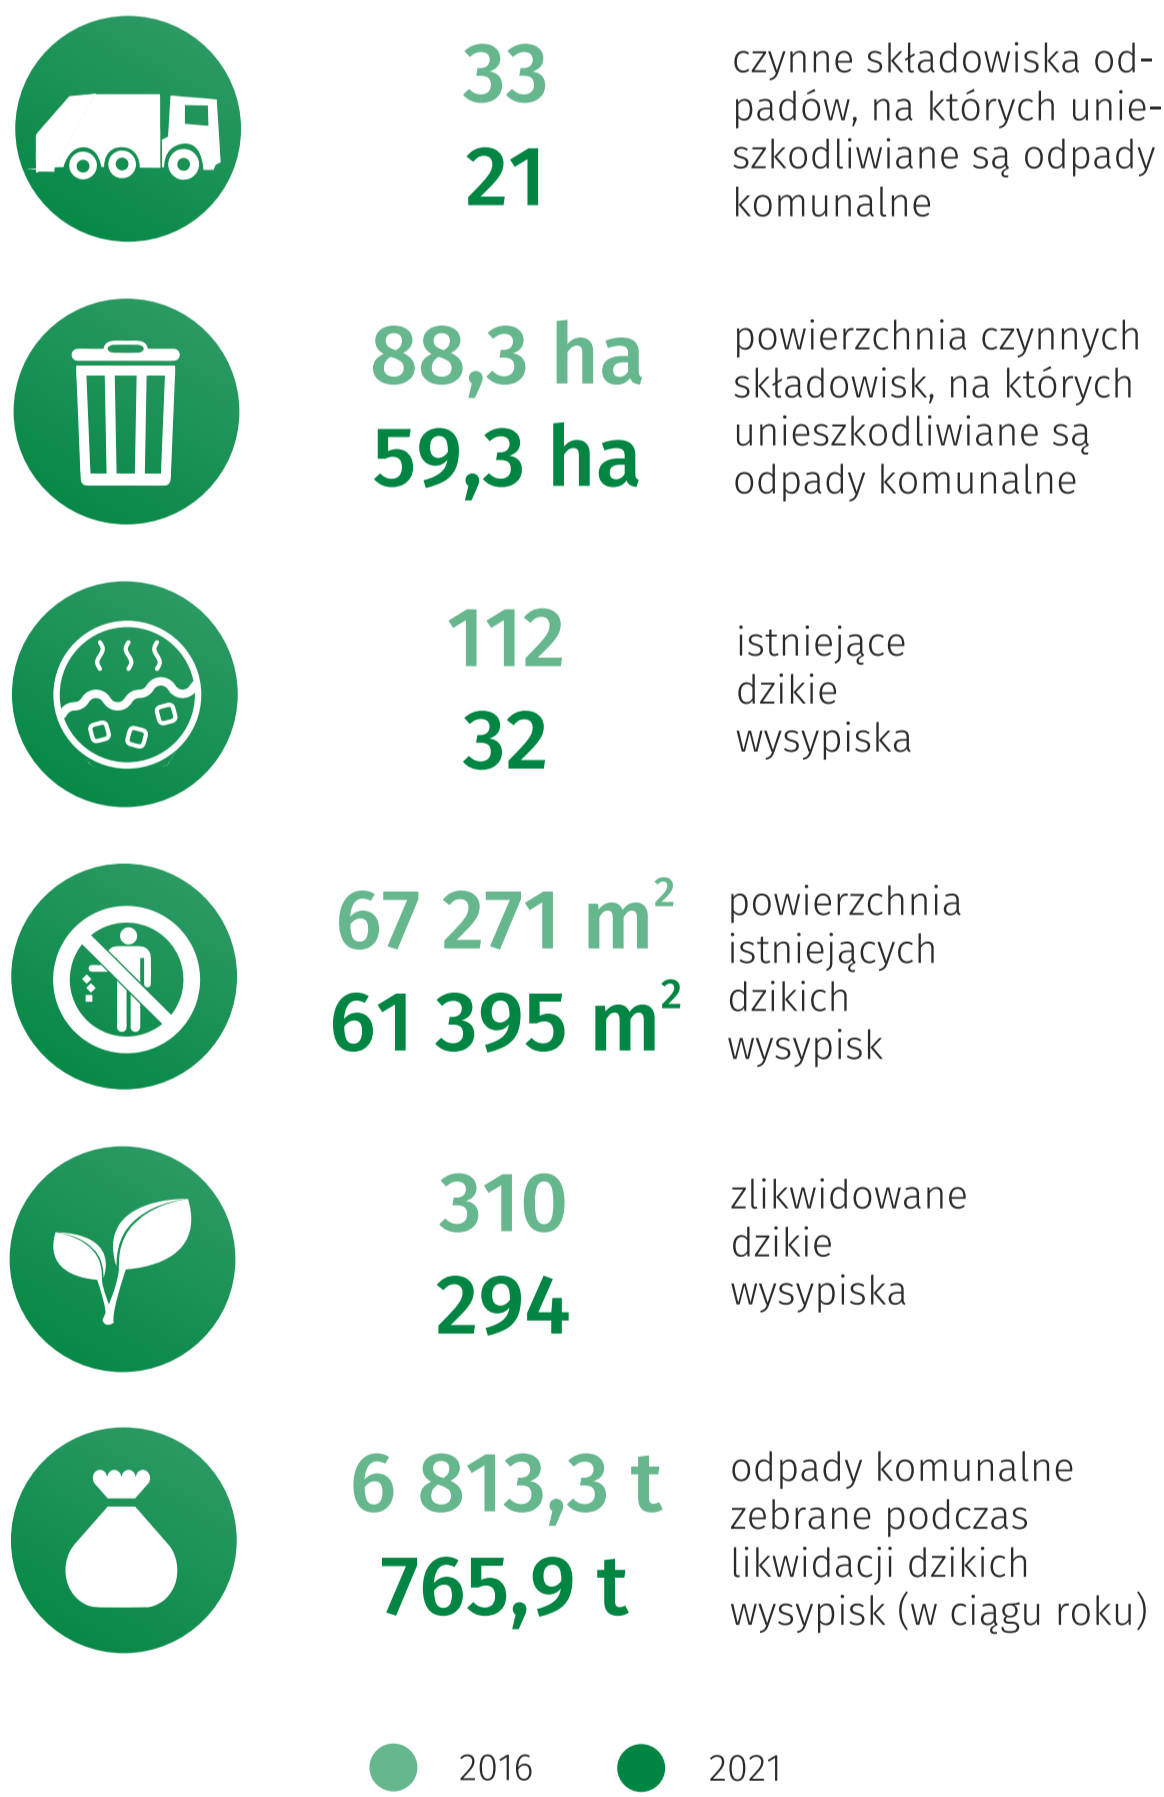 33
21
czynne składowiska od-
padów, na których unie-
szkodliwiane są odpady
komunalne
88,3 ha
59,3 ha
powierzchnia czynnych
składowisk, na których
unieszkodliwiane są
odpady komunalne
112
32
istniejące
dzikie
wysypiska
67 271 m²
61 395 m²
powierzchnia
istniejących
dzikich
wysypisk
310
294
zlikwidowane
dzikie
wysypiska
6 813,3 t
765,9 t
odpady komunalne
zebrane podczas
likwidacji dzikich
wysypisk (w ciągu roku)
2016
2021